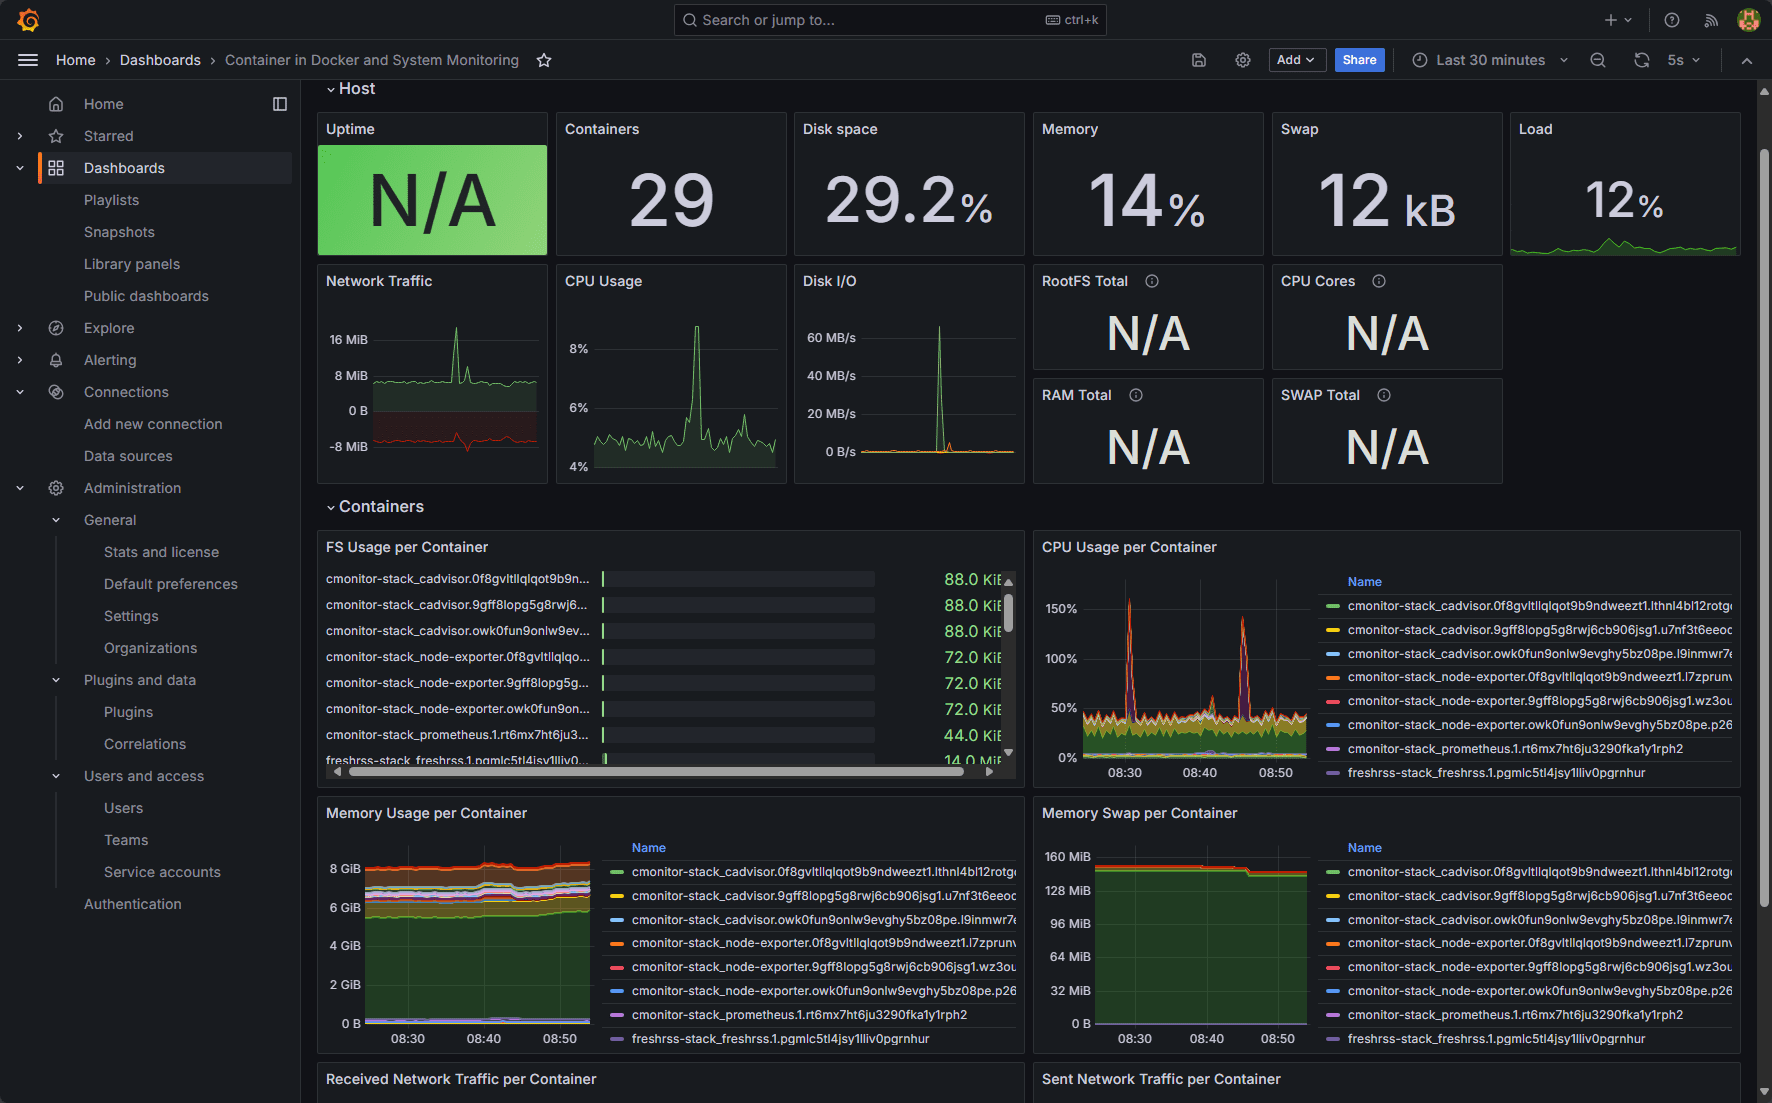 Search or jump to...
ctrl+k
Home
Dashboards
Container in Docker and System Monitoring
Add
Share
Last 30 minutes
5s
Home
Starred
Dashboards
Playlists
Snapshots
Library panels
Public dashboards
Explore
Alerting
Connections
Add new connection
Data sources
Administration
General
Stats and license
Default preferences
Settings
Organizations
Plugins and data
Plugins
Correlations
Users and access
Users
Teams
Service accounts
Authentication
Host
Uptime
N/A
Containers
29
Disk space
29.2%
Memory
14%
Swap
12 kB
Load
12%
Network Traffic
16 MiB
8 MiB
0 B
-8 MiB
CPU Usage
8%
6%
4%
Disk I/O
60 MB/s
40 MB/s
20 MB/s
0 B/s
RootFS Total
N/A
CPU Cores
N/A
RAM Total
N/A
SWAP Total
N/A
Containers
FS Usage per Container
cmonitor-stack_cadvisor.0f8gvltllqlqot9b9n... 88.0 KiB
cmonitor-stack_cadvisor.9gff8lopg5g8rwj6... 88.0 KiB
cmonitor-stack_cadvisor.owk0fun9onlw9ev... 88.0 KiB
cmonitor-stack_node-exporter.0f8gvltllqlqo... 72.0 KiB
cmonitor-stack_node-exporter.9gff8lopg5g... 72.0 KiB
cmonitor-stack_node-exporter.owk0fun9on... 72.0 KiB
cmonitor-stack_prometheus.1.rt6mx7ht6ju3... 44.0 KiB
freshrss-stack_freshrss.1.pgmlc5tl4jsy1lliv0... 14.0 MiB
CPU Usage per Container
150%
100%
50%
0%
08:30
08:40
08:50
Name
cmonitor-stack_cadvisor.0f8gvltllqlqot9b9ndweezt1.lthnl4bl12rotg
cmonitor-stack_cadvisor.9gff8lopg5g8rwj6cb906jsg1.u7nf3t6eeoc
cmonitor-stack_cadvisor.owk0fun9onlw9evghy5bz08pe.l9inmwr7e
cmonitor-stack_node-exporter.0f8gvltllqlqot9b9ndweezt1.l7zprunv
cmonitor-stack_node-exporter.9gff8lopg5g8rwj6cb906jsg1.wz3ou
cmonitor-stack_node-exporter.owk0fun9onlw9evghy5bz08pe.p26
cmonitor-stack_prometheus.1.rt6mx7ht6ju3290fka1y1rph2
freshrss-stack_freshrss.1.pgmlc5tl4jsy1lliv0pgrnhur
Memory Usage per Container
8 GiB
6 GiB
4 GiB
2 GiB
0 B
08:30
08:40
08:50
Name
cmonitor-stack_cadvisor.0f8gvltllqlqot9b9ndweezt1.lthnl4bl12rotg
cmonitor-stack_cadvisor.9gff8lopg5g8rwj6cb906jsg1.u7nf3t6eeoc
cmonitor-stack_cadvisor.owk0fun9onlw9evghy5bz08pe.l9inmwr7e
cmonitor-stack_node-exporter.0f8gvltllqlqot9b9ndweezt1.l7zprunv
cmonitor-stack_node-exporter.9gff8lopg5g8rwj6cb906jsg1.wz3ou
cmonitor-stack_node-exporter.owk0fun9onlw9evghy5bz08pe.p26
cmonitor-stack_prometheus.1.rt6mx7ht6ju3290fka1y1rph2
freshrss-stack_freshrss.1.pgmlc5tl4jsy1lliv0pgrnhur
Memory Swap per Container
160 MiB
128 MiB
96 MiB
64 MiB
32 MiB
0 B
08:30
08:40
08:50
Name
cmonitor-stack_cadvisor.0f8gvltllqlqot9b9ndweezt1.lthnl4bl12rotg
cmonitor-stack_cadvisor.9gff8lopg5g8rwj6cb906jsg1.u7nf3t6eeoc
cmonitor-stack_cadvisor.owk0fun9onlw9evghy5bz08pe.l9inmwr7e
cmonitor-stack_node-exporter.0f8gvltllqlqot9b9ndweezt1.l7zprunv
cmonitor-stack_node-exporter.9gff8lopg5g8rwj6cb906jsg1.wz3ou
cmonitor-stack_node-exporter.owk0fun9onlw9evghy5bz08pe.p26
cmonitor-stack_prometheus.1.rt6mx7ht6ju3290fka1y1rph2
freshrss-stack_freshrss.1.pgmlc5tl4jsy1lliv0pgrnhur
Received Network Traffic per Container
Sent Network Traffic per Container